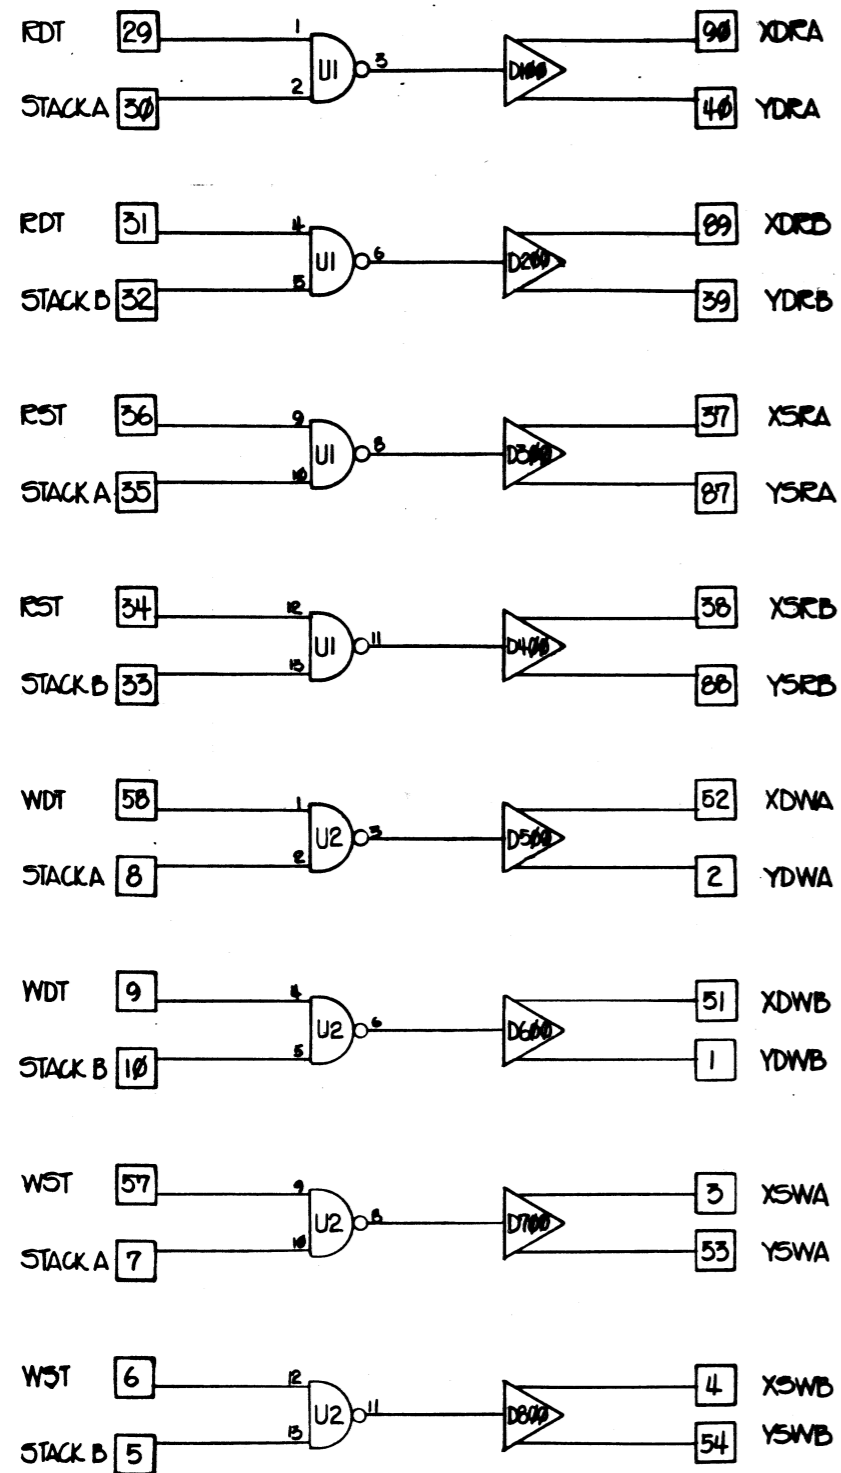 RDT 29 1 90 XDRA
U1 3 D100
STACK A 30 2 40 YDRA
RDT 31 4 89 XDRB
U1 6 D200
STACK B 32 5 39 YDRB
RST 36 9 37 XSRA
U1 8 D300
STACK A 35 10 87 YSRA
RST 34 12 38 XSRB
U1 11 D400
STACK B 33 13 88 YSRB
WDT 58 1 52 XDWA
U2 3 D500
STACK A 8 2 2 YDWA
WDT 9 4 51 XDWB
U2 6 D600
STACK B 10 5 1 YDWB
WST 57 9 3 XSWA
U2 8 D700
STACK A 7 10 53 YSWA
WST 6 12 4 XSWB
U2 11 D800
STACK B 5 13 54 YSWB